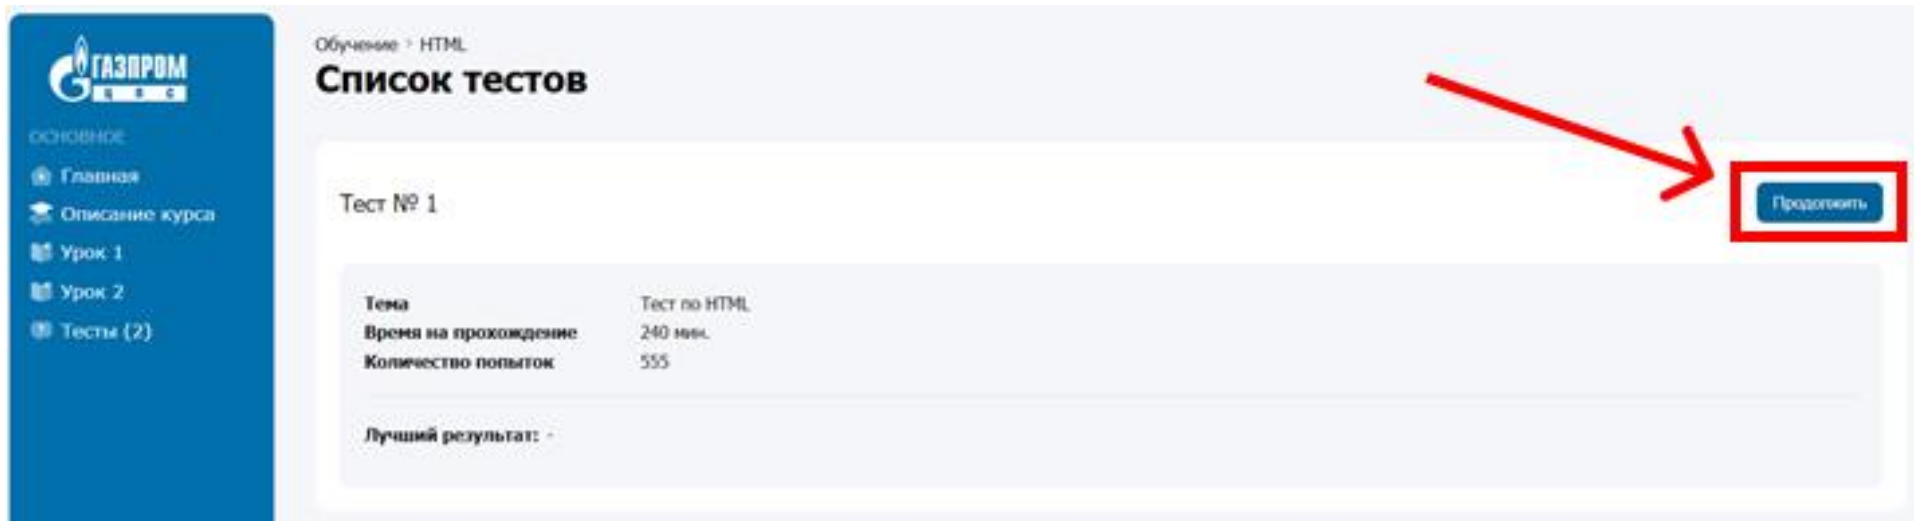 ГАЗПРОМ
ЦПС
ОСНОВНОЕ
Главная
Описание курса
Урок 1
Урок 2
Тесты (2)
Обучение > HTML
Список тестов
Тест № 1
Продолжить
Тема Тест по HTML
Время на прохождение 240 мин.
Количество попыток 555
Лучший результат: -